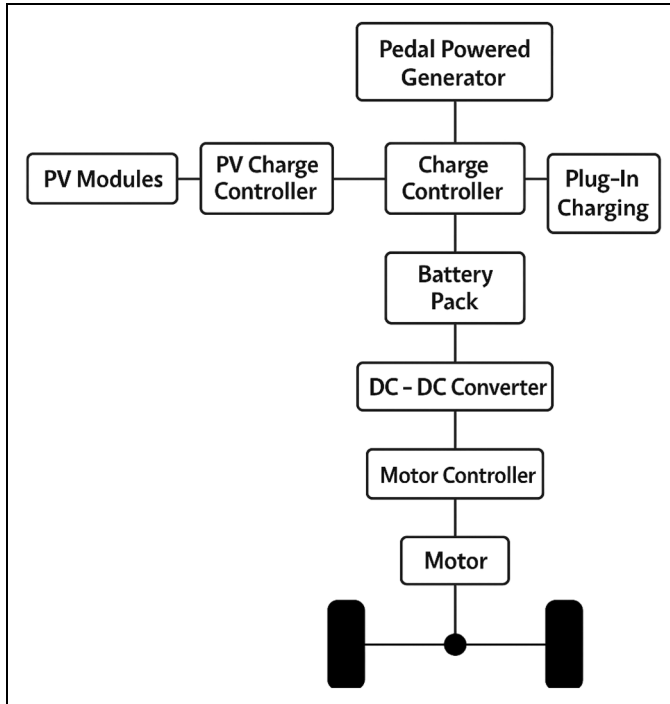 Pedal Powered
Generator
PV Modules
PV Charge
Controller
Charge
Controller
Plug-In
Charging
Battery
Pack
DC - DC Converter
Motor Controller
Motor